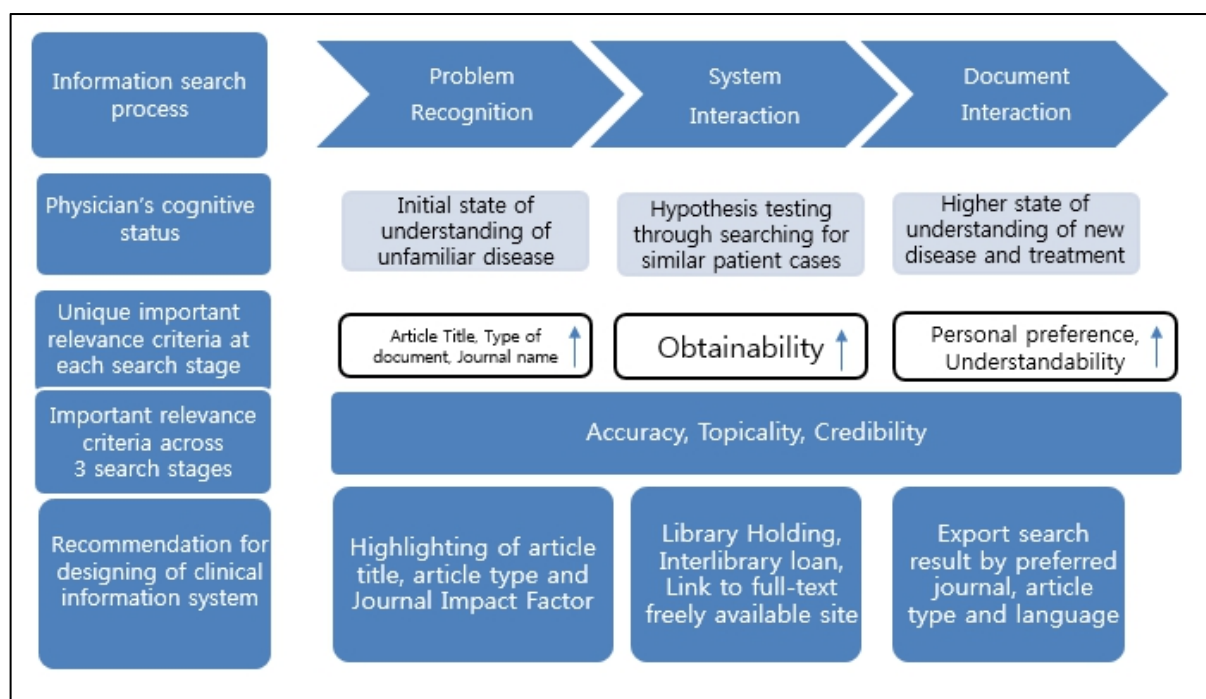 Information search
process
Problem
Recognition
System
Interaction
Document
Interaction
Physician's cognitive
status
Initial state of
understanding of
unfamiliar disease
Hypothesis testing
through searching for
similar patient cases
Higher state of
understanding of new
disease and treatment
Unique important
relevance criteria at
each search stage
Article Title, Type of
document, Journal name
Obtainability
Personal preference,
Understandability
Important relevance
criteria across
3 search stages
Accuracy, Topicality, Credibility
Recommendation for
designing of clinical
information system
Highlighting of article
title, article type and
Journal Impact Factor
Library Holding,
Interlibrary loan,
Link to full-text
freely available site
Export search
result by preferred
journal, article
type and language